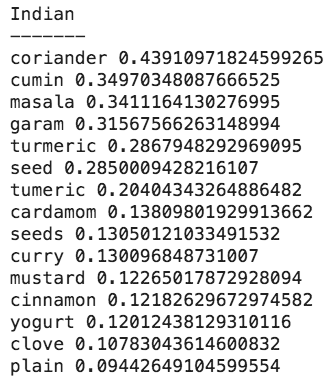 Indian
-------
coriander 0.43910971824599265
cumin 0.34970348087666525
masala 0.3411164130276995
garam 0.31567566263148994
turmeric 0.2867948292969095
seed 0.2850009428216107
tumeric 0.20404343264886482
cardamom 0.13809801929913662
seeds 0.13050121033491532
curry 0.130096848731007
mustard 0.12265017872928094
cinnamon 0.12182629672974582
yogurt 0.12012438129310116
clove 0.10783043614600832
plain 0.09442649104599554